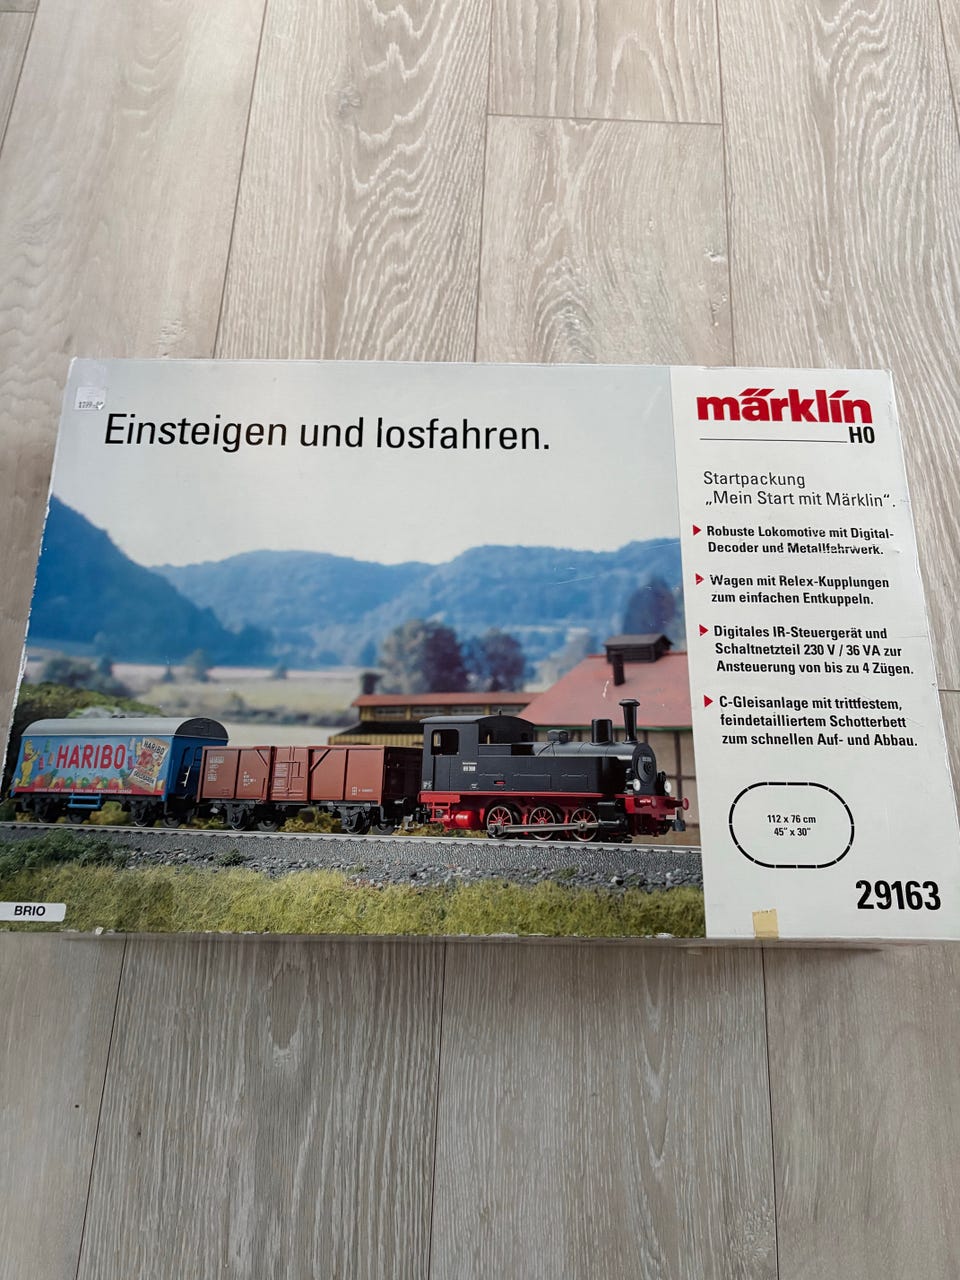 Einsteigen und losfahren.
märklin
H0
Startpackung
„Mein Start mit Märklin“.
Robuste Lokomotive mit Digital-
Decoder und Metallfahrwerk.
Wagen mit Relex-Kupplungen
zum einfachen Entkuppeln.
Digitales IR-Steuergerät und
Schaltnetzteil 230 V / 36 VA zur
Ansteuerung von bis zu 4 Zügen.
C-Gleisanlage mit trittfestem,
feindetailliertem Schotterbett
zum schnellen Auf- und Abbau.
112 x 76 cm
45" x 30"
29163
HARIBO
HARIBO
BRIO